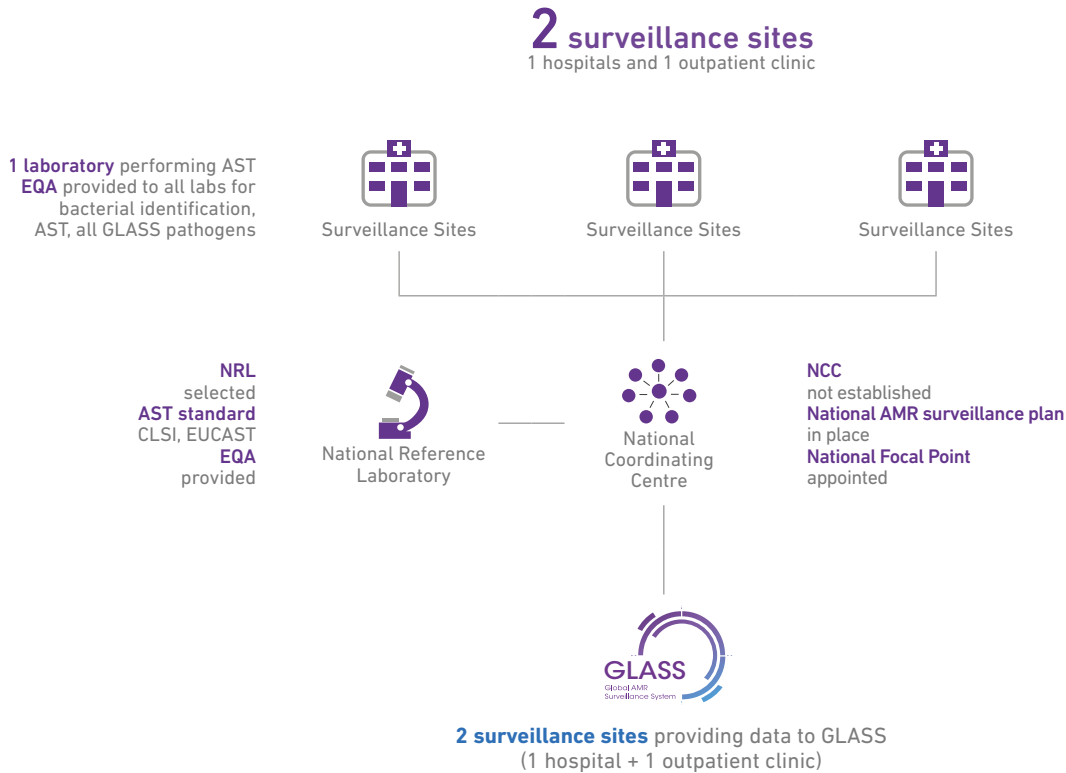 2 surveillance sites
1 hospitals and 1 outpatient clinic
1 laboratory performing AST
EQA provided to all labs for
bacterial identification,
AST, all GLASS pathogens
Surveillance Sites
Surveillance Sites
Surveillance Sites
NRL
selected
AST standard
CLSI, EUCAST
EQA
provided
National Reference
Laboratory
National
Coordinating
Centre
NCC
not established
National AMR surveillance plan
in place
National Focal Point
appointed
GLASS
Global AMR
Surveillance System
2 surveillance sites providing data to GLASS
(1 hospital + 1 outpatient clinic)